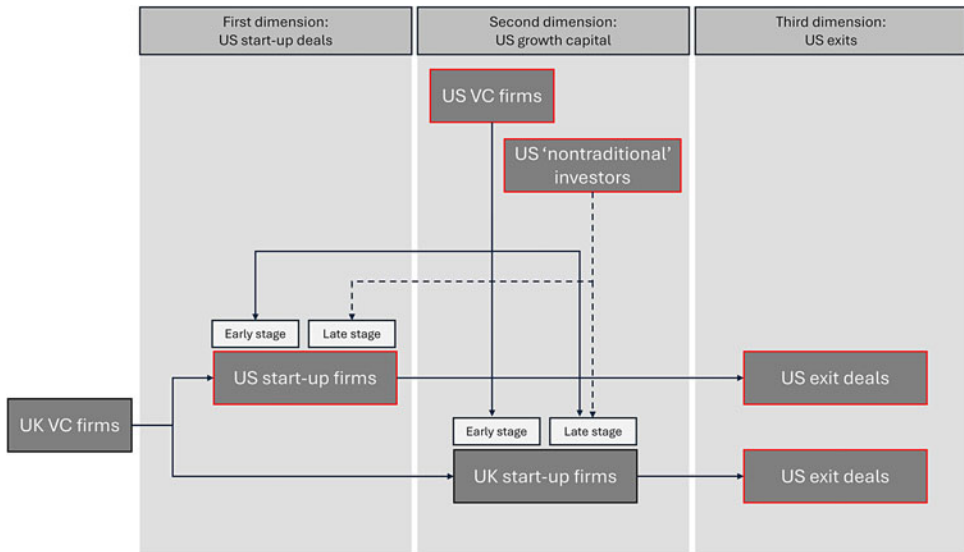 First dimension:
US start-up deals
Second dimension:
US growth capital
Third dimension:
US exits
US VC firms
US ‘nontraditional’
investors
Early stage
Late stage
US start-up firms
US exit deals
UK VC firms
Early stage
Late stage
UK start-up firms
US exit deals